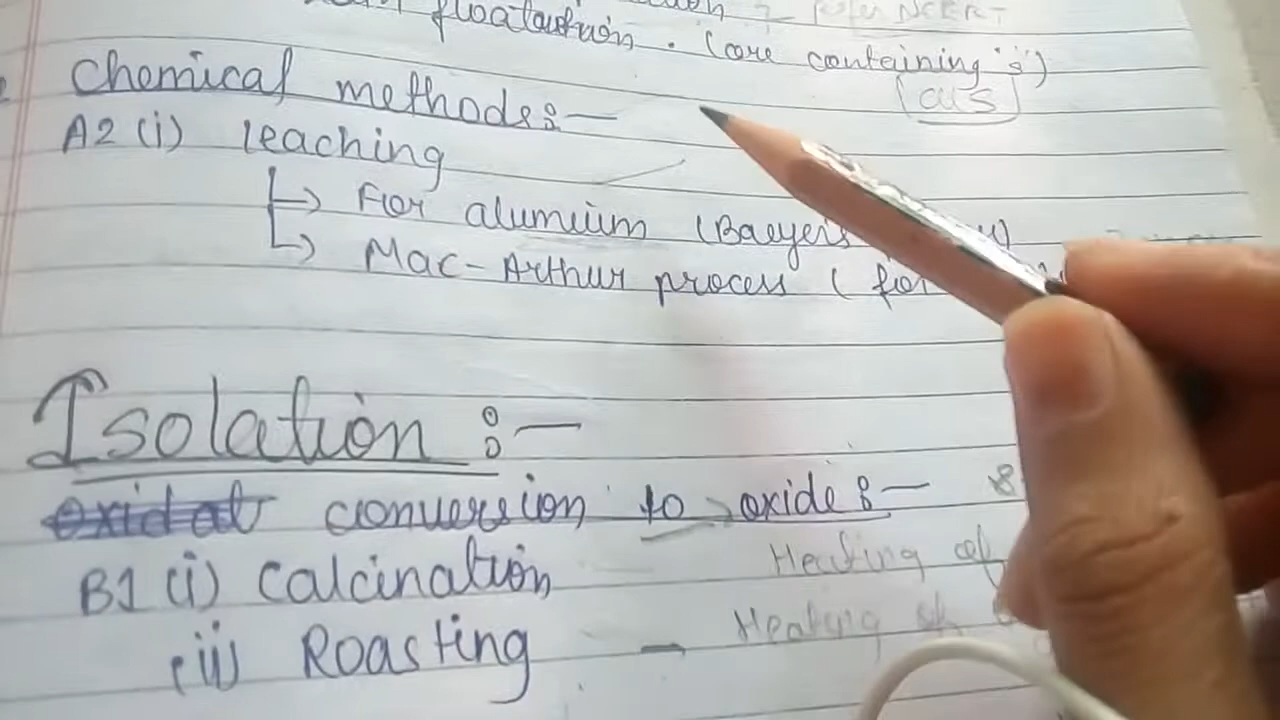 floatation. (ore containing 's')
Chemical methods:-
A2 (i) leaching
→ For alumium (Baeyer's
→ Mac-Arthur process ( for
Isolation :-
oxidat conversion to oxide :-
B1 (i) Calcination
Heating of
(ii) Roasting - Heating of